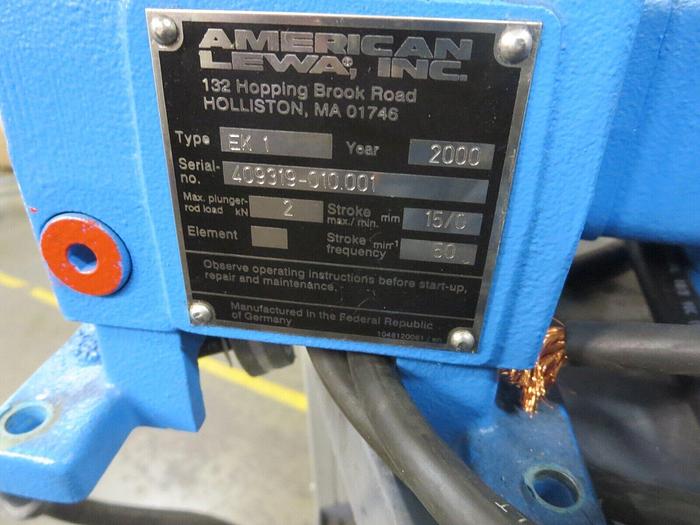 AMERICAN
LEWA, INC.
132 Hopping Brook Road
HOLLISTON, MA 01746
Type EK 1 Year 2000
Serial-no. 409319-010.001
Max. plunger-rod load kN 2 Stroke max./min. mm 15/0
Element Stroke frequency min-1 60
Observe operating instructions before start-up,
repair and maintenance.
Manufactured in the Federal Republic
of Germany
1048120061 / en